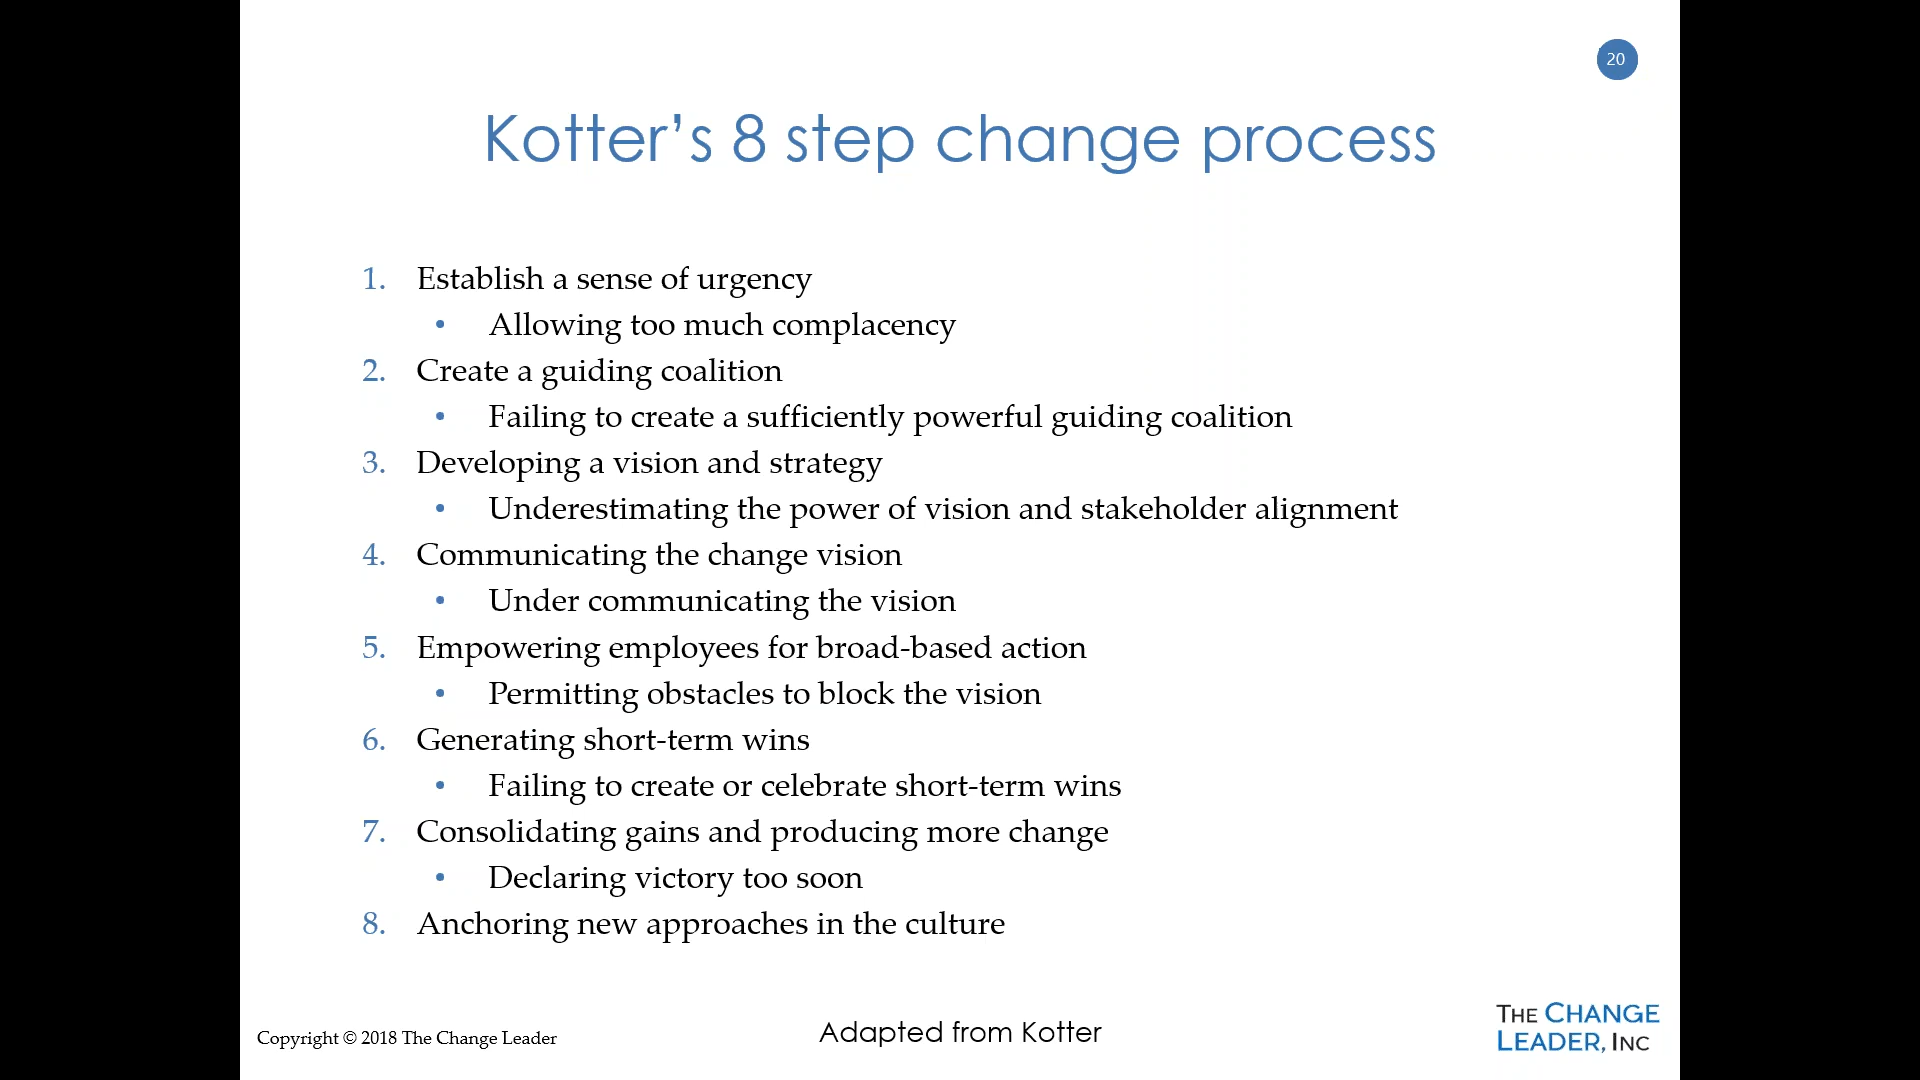 20
Kotter’s 8 step change process
1. Establish a sense of urgency
• Allowing too much complacency
2. Create a guiding coalition
• Failing to create a sufficiently powerful guiding coalition
3. Developing a vision and strategy
• Underestimating the power of vision and stakeholder alignment
4. Communicating the change vision
• Under communicating the vision
5. Empowering employees for broad-based action
• Permitting obstacles to block the vision
6. Generating short-term wins
• Failing to create or celebrate short-term wins
7. Consolidating gains and producing more change
• Declaring victory too soon
8. Anchoring new approaches in the culture
Copyright © 2018 The Change Leader
Adapted from Kotter
THE CHANGE
LEADER, INC